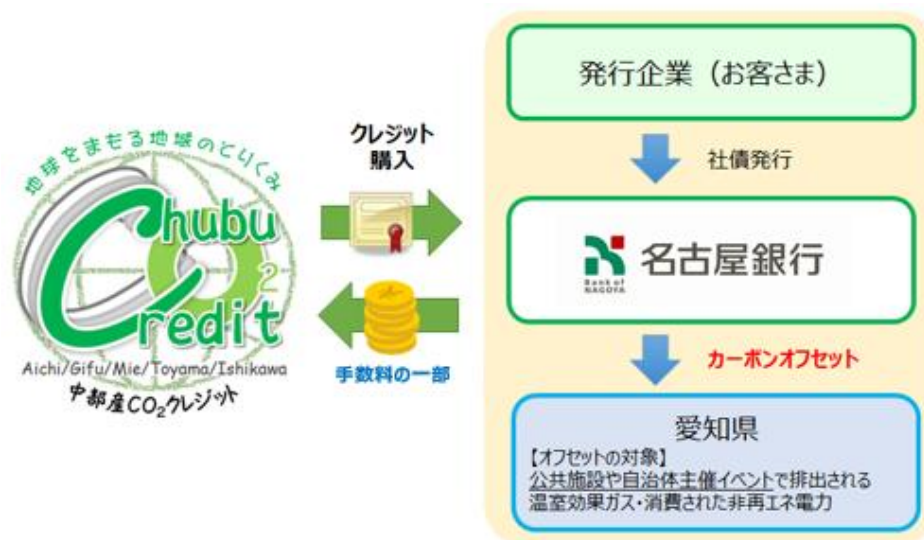 地球をまもる地域のとりくみ
Chubu
CO2
Credit
Aichi/Gifu/Mie/Toyama/Ishikawa
中部産CO₂クレジット
クレジット
購入
手数料の一部
発行企業（お客さま）
社債発行
名古屋銀行
Bank of
NAGOYA
カーボンオフセット
愛知県
【オフセットの対象】
公共施設や自治体主催イベントで排出される
温室効果ガス・消費された非再エネ電力